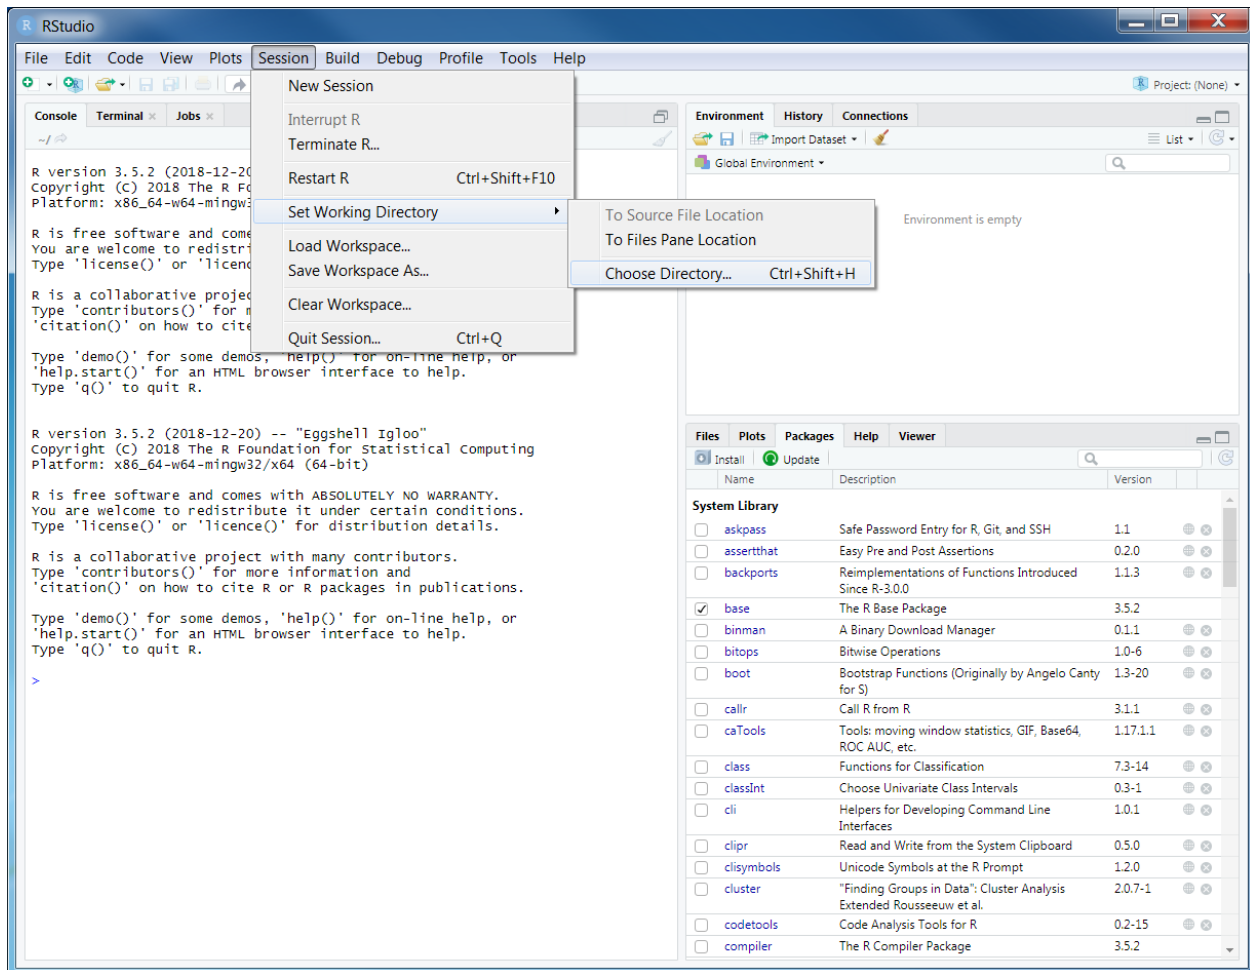 RStudio
File Edit Code View Plots Session Build Debug Profile Tools Help
Project: (None)
New Session
Interrupt R
Terminate R...
Restart R Ctrl+Shift+F10
Set Working Directory
Load Workspace...
Save Workspace As...
Clear Workspace...
Quit Session... Ctrl+Q
To Source File Location
To Files Pane Location
Choose Directory... Ctrl+Shift+H
Console Terminal Jobs
~/
R version 3.5.2 (2018-12-20
Copyright (C) 2018 The R Fo
Platform: x86_64-w64-mingw3
R is free software and come
You are welcome to redistri
Type 'license()' or 'licenc
R is a collaborative projec
Type 'contributors()' for m
'citation()' on how to cite
Type 'demo()' for some demos, 'help()' for on-line help, or
'help.start()' for an HTML browser interface to help.
Type 'q()' to quit R.
R version 3.5.2 (2018-12-20) -- "Eggshell Igloo"
Copyright (C) 2018 The R Foundation for Statistical Computing
Platform: x86_64-w64-mingw32/x64 (64-bit)
R is free software and comes with ABSOLUTELY NO WARRANTY.
You are welcome to redistribute it under certain conditions.
Type 'license()' or 'licence()' for distribution details.
R is a collaborative project with many contributors.
Type 'contributors()' for more information and
'citation()' on how to cite R or R packages in publications.
Type 'demo()' for some demos, 'help()' for on-line help, or
'help.start()' for an HTML browser interface to help.
Type 'q()' to quit R.
>
Environment History Connections
Import Dataset List
Global Environment
Environment is empty
Files Plots Packages Help Viewer
Install Update
Name Description Version
System Library
askpass Safe Password Entry for R, Git, and SSH 1.1
assertthat Easy Pre and Post Assertions 0.2.0
backports Reimplementations of Functions Introduced 1.1.3
Since R-3.0.0
base The R Base Package 3.5.2
binman A Binary Download Manager 0.1.1
bitops Bitwise Operations 1.0-6
boot Bootstrap Functions (Originally by Angelo Canty 1.3-20
for S)
callr Call R from R 3.1.1
caTools Tools: moving window statistics, GIF, Base64, 1.17.1.1
ROC AUC, etc.
class Functions for Classification 7.3-14
classInt Choose Univariate Class Intervals 0.3-1
cli Helpers for Developing Command Line 1.0.1
Interfaces
clipr Read and Write from the System Clipboard 0.5.0
clisymbols Unicode Symbols at the R Prompt 1.2.0
cluster "Finding Groups in Data": Cluster Analysis 2.0.7-1
Extended Rousseeuw et al.
codetools Code Analysis Tools for R 0.2-15
compiler The R Compiler Package 3.5.2